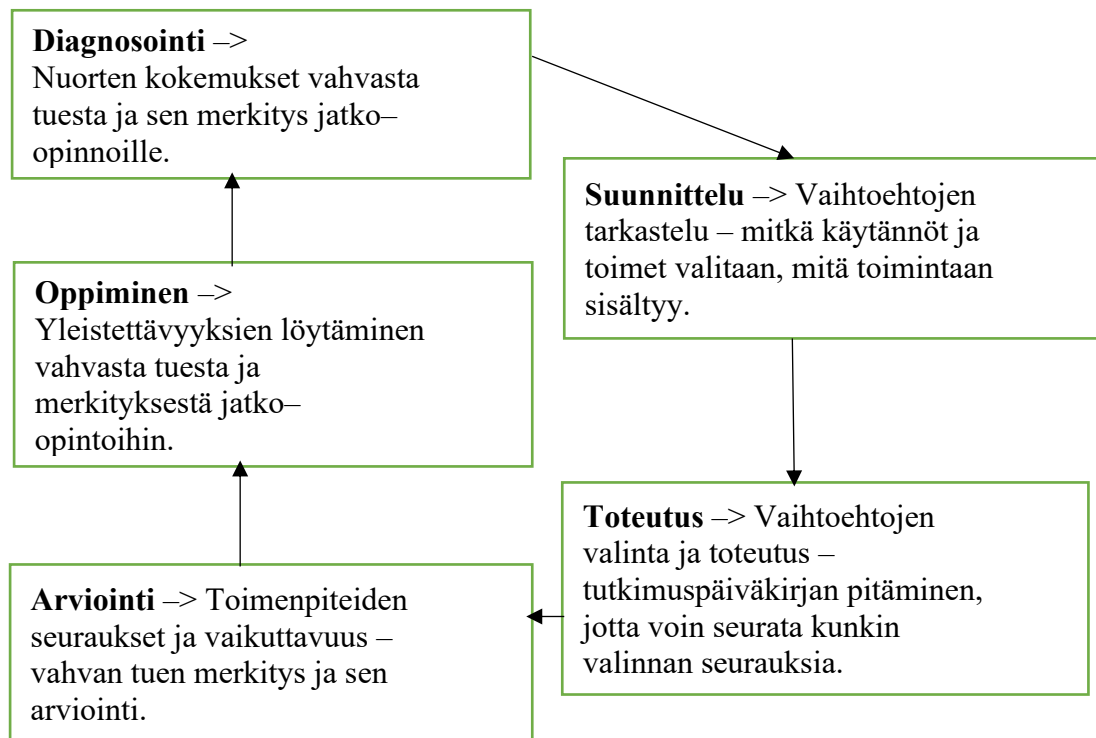 Diagnosointi –>
Nuorten kokemukset vahvasta
tuesta ja sen merkitys jatko–
opinnoille.
Suunnittelu –> Vaihtoehtojen
tarkastelu – mitkä käytännöt ja
toimet valitaan, mitä toimintaan
sisältyy.
Toteutus –> Vaihtoehtojen
valinta ja toteutus –
tutkimuspäiväkirjan pitäminen,
jotta voin seurata kunkin
valinnan seurauksia.
Arviointi –> Toimenpiteiden
seuraukset ja vaikuttavuus –
vahvan tuen merkitys ja sen
arviointi.
Oppiminen –>
Yleistettävyyksien löytäminen
vahvasta tuesta ja
merkityksestä jatko–
opintoihin.